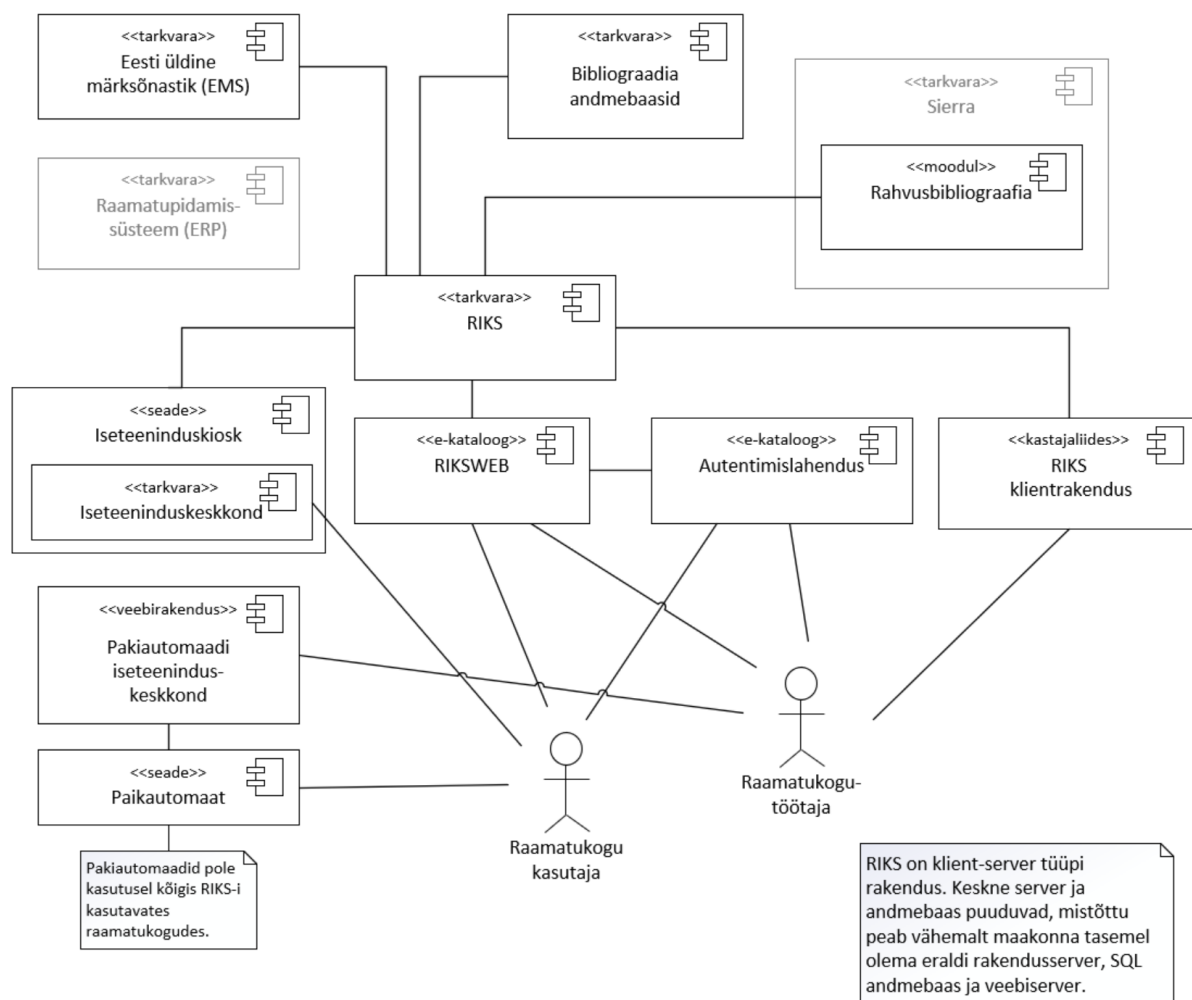 <<tarkvara>>
Eesti üldine
märksõnastik (EMS)
<<tarkvara>>
Bibliograadia
andmebaasid
<<tarkvara>>
Sierra
<<moodul>>
Rahvusbibliograafia
<<tarkvara>>
Raamatupidamis-
süsteem (ERP)
<<tarkvara>>
RIKS
<<seade>>
Iseteeninduskiosk
<<tarkvara>>
Iseteeninduskeskkond
<<e-kataloog>>
RIKSWEB
<<e-kataloog>>
Autentimislahendus
<<kastajaliides>>
RIKS
klientrakendus
<<veebirakendus>>
Pakiautomaadi
iseteenindus-
keskkond
<<seade>>
Paikautomaat
Pakiautomaadid pole
kasutusel kõigis RIKS-i
kasutavates
raamatukogudes.
Raamatukogu
kasutaja
Raamatukogu-
töötaja
RIKS on klient-server tüüpi
rakendus. Keskne server ja
andmebaas puuduvad, mistõttu
peab vähemalt maakonna tasemel
olema eraldi rakendusserver, SQL
andmebaas ja veebiserver.